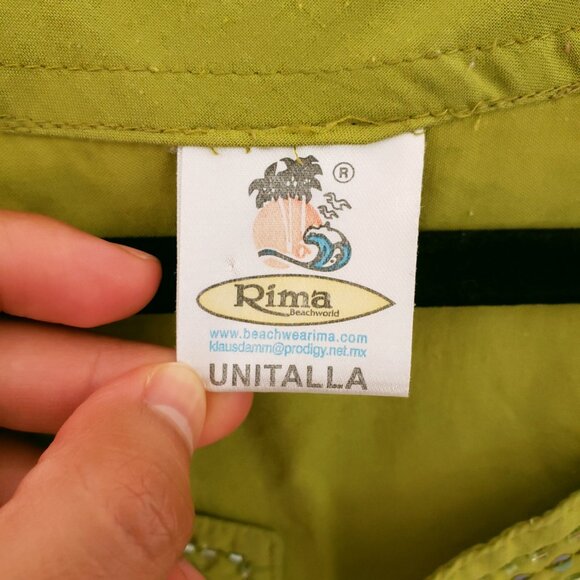 ®
Rima
Beachworld
www.beachwearima.com
klausdamm@prodigy.net.mx
UNITALLA